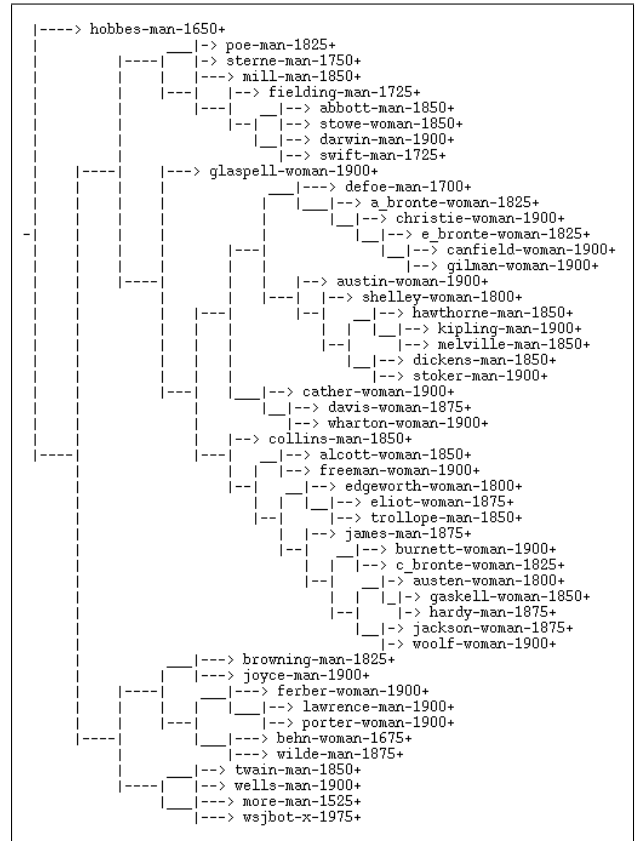 hobbes-man-1650+
poe-man-1825+
sterne-man-1750+
mill-man-1850+
fielding-man-1725+
abbott-man-1850+
stowe-woman-1850+
darwin-man-1900+
swift-man-1725+
glaspell-woman-1900+
defoe-man-1700+
a_bronte-woman-1825+
christie-woman-1900+
e_bronte-woman-1825+
canfield-woman-1900+
gilman-woman-1900+
austin-woman-1900+
shelley-woman-1800+
hawthorne-man-1850+
kipling-man-1900+
melville-man-1850+
dickens-man-1850+
stoker-man-1900+
cather-woman-1900+
davis-woman-1875+
wharton-woman-1900+
collins-man-1850+
alcott-woman-1850+
freeman-woman-1900+
edgeworth-woman-1800+
eliot-woman-1875+
trollope-man-1850+
james-man-1875+
burnett-woman-1900+
c_bronte-woman-1825+
austen-woman-1800+
gaskell-woman-1850+
hardy-man-1875+
jackson-woman-1875+
woolf-woman-1900+
browning-man-1825+
joyce-man-1900+
ferber-woman-1900+
lawrence-man-1900+
porter-woman-1900+
behn-woman-1675+
wilde-man-1875+
twain-man-1850+
wells-man-1900+
more-man-1525+
wsjbot-x-1975+